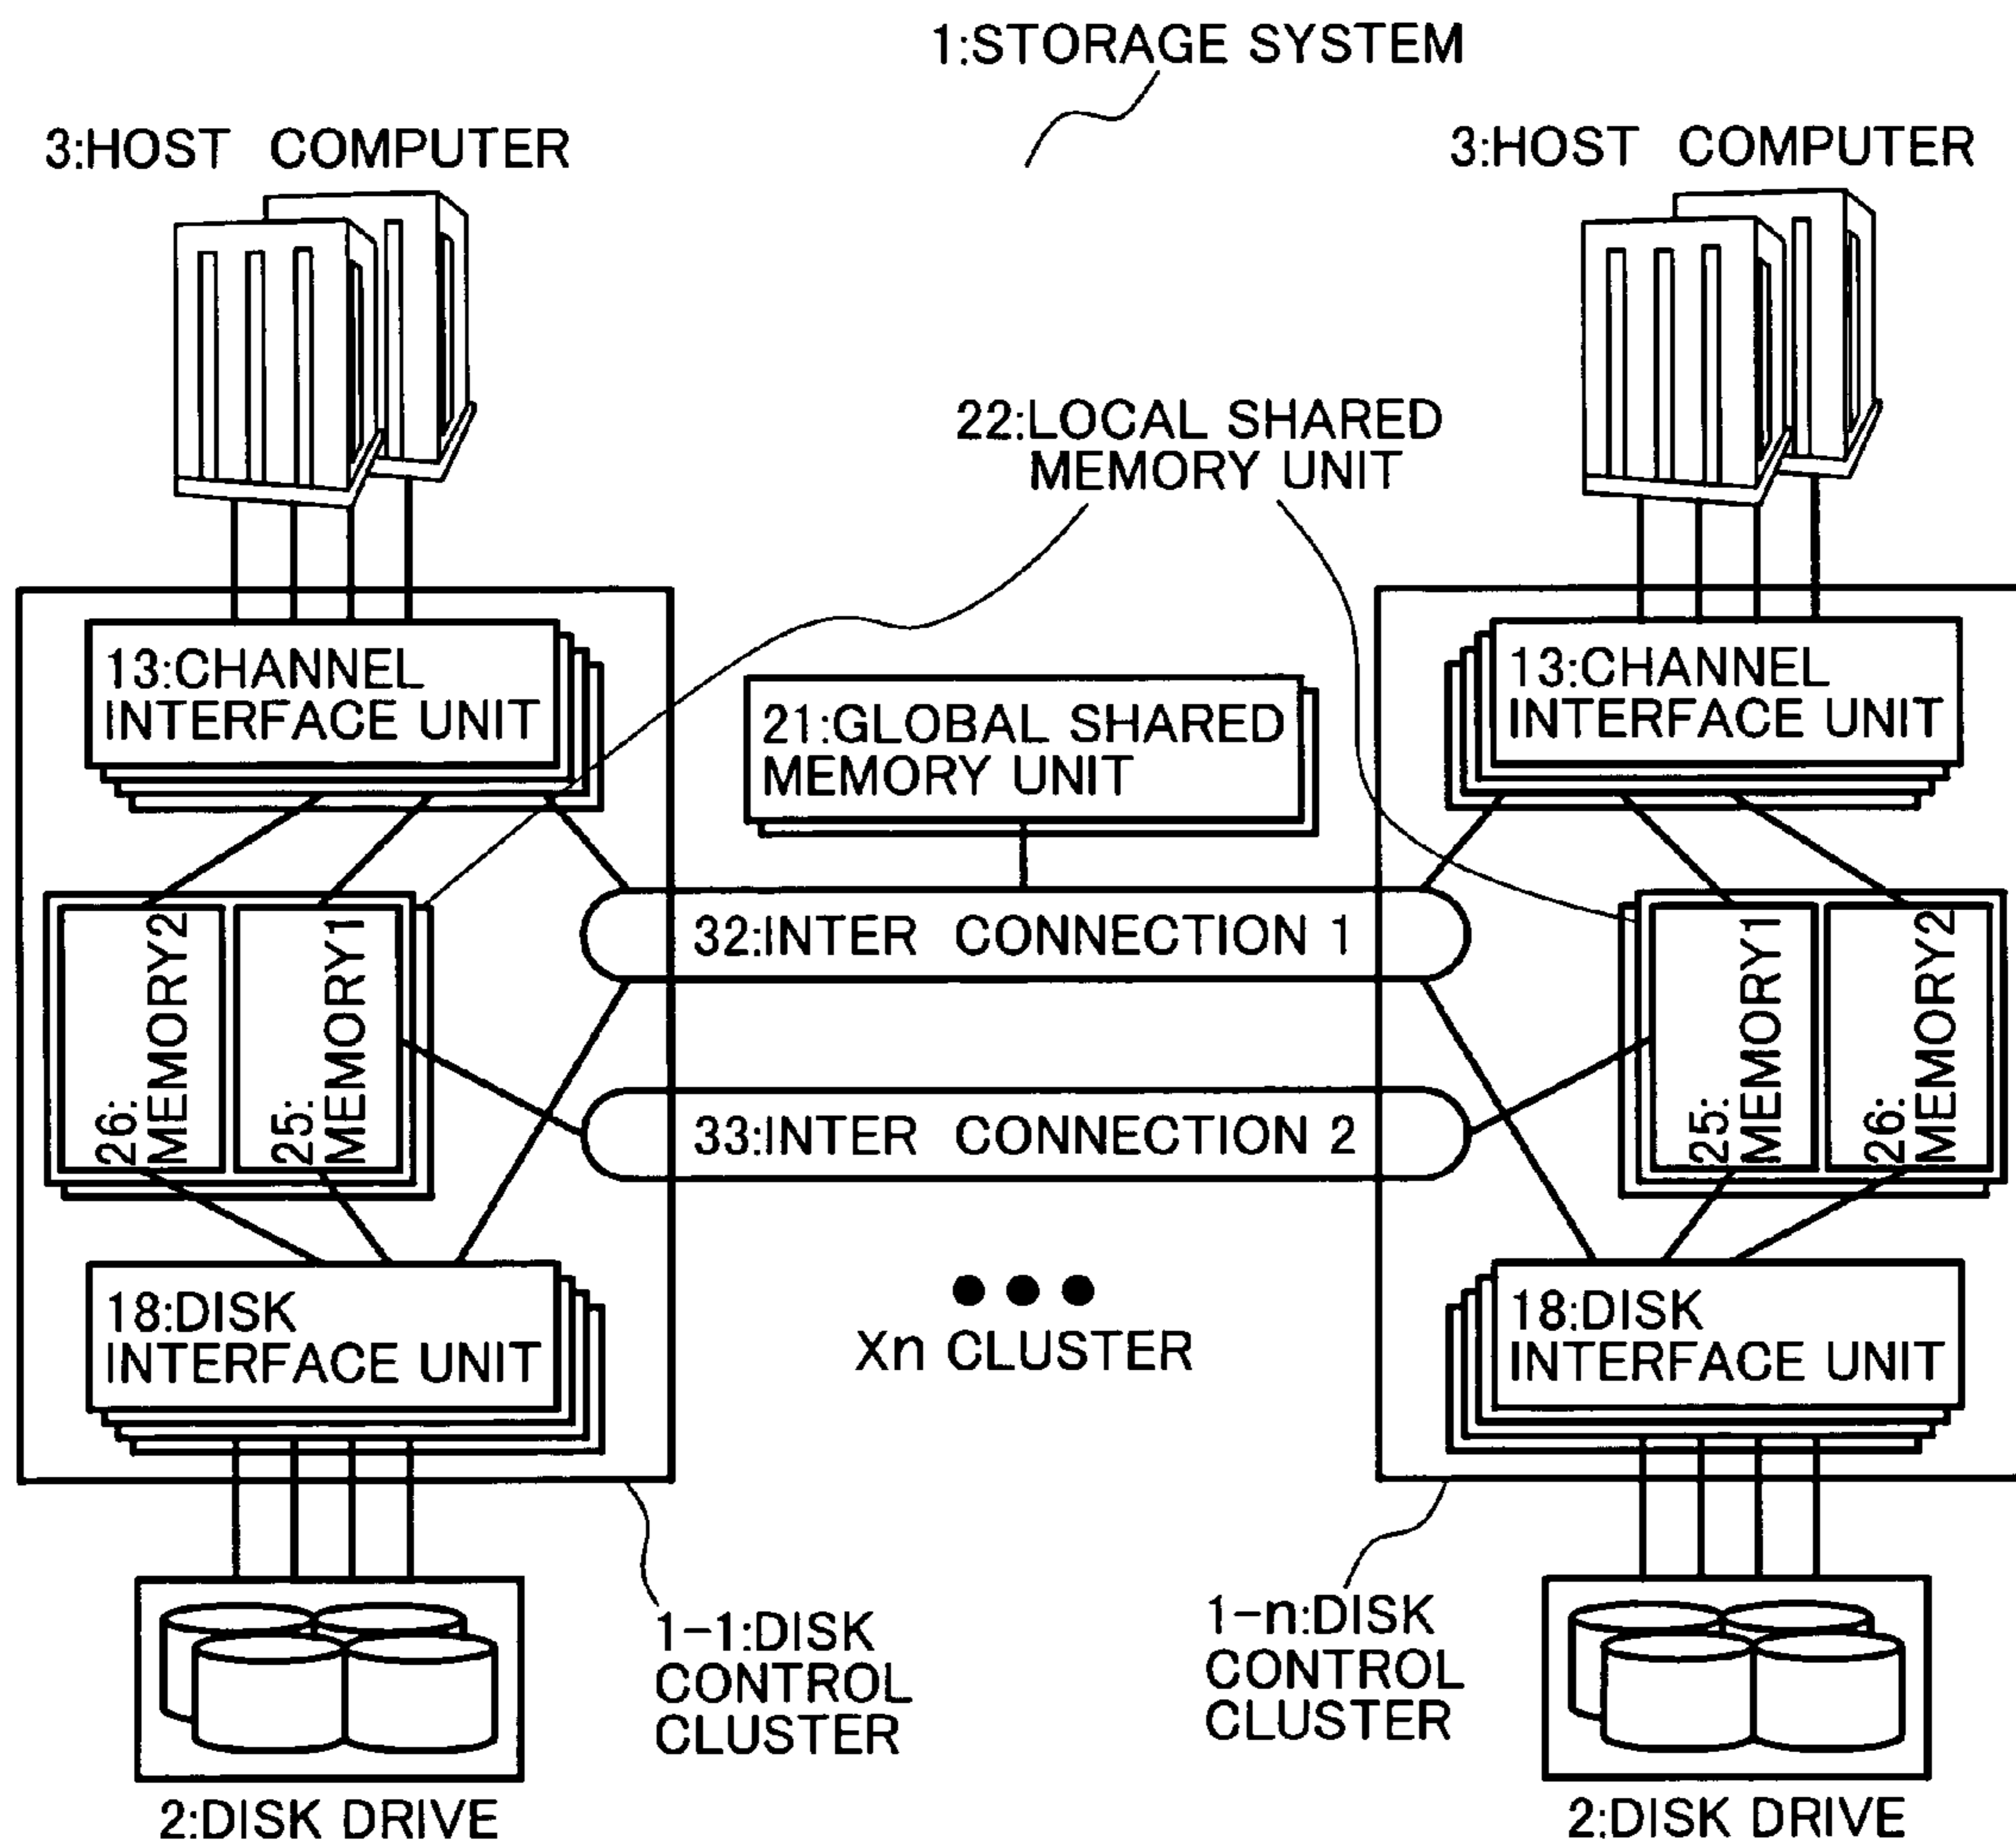 1:STORAGE SYSTEM
3:HOST COMPUTER
3:HOST COMPUTER
22:LOCAL SHARED
MEMORY UNIT
13:CHANNEL
INTERFACE UNIT
21:GLOBAL SHARED
MEMORY UNIT
13:CHANNEL
INTERFACE UNIT
26:
MEMORY2
25:
MEMORY1
32:INTER CONNECTION 1
33:INTER CONNECTION 2
25:
MEMORY1
26:
MEMORY2
18:DISK
INTERFACE UNIT
Xn CLUSTER
18:DISK
INTERFACE UNIT
1-1:DISK
CONTROL
CLUSTER
1-n:DISK
CONTROL
CLUSTER
2:DISK DRIVE
2:DISK DRIVE